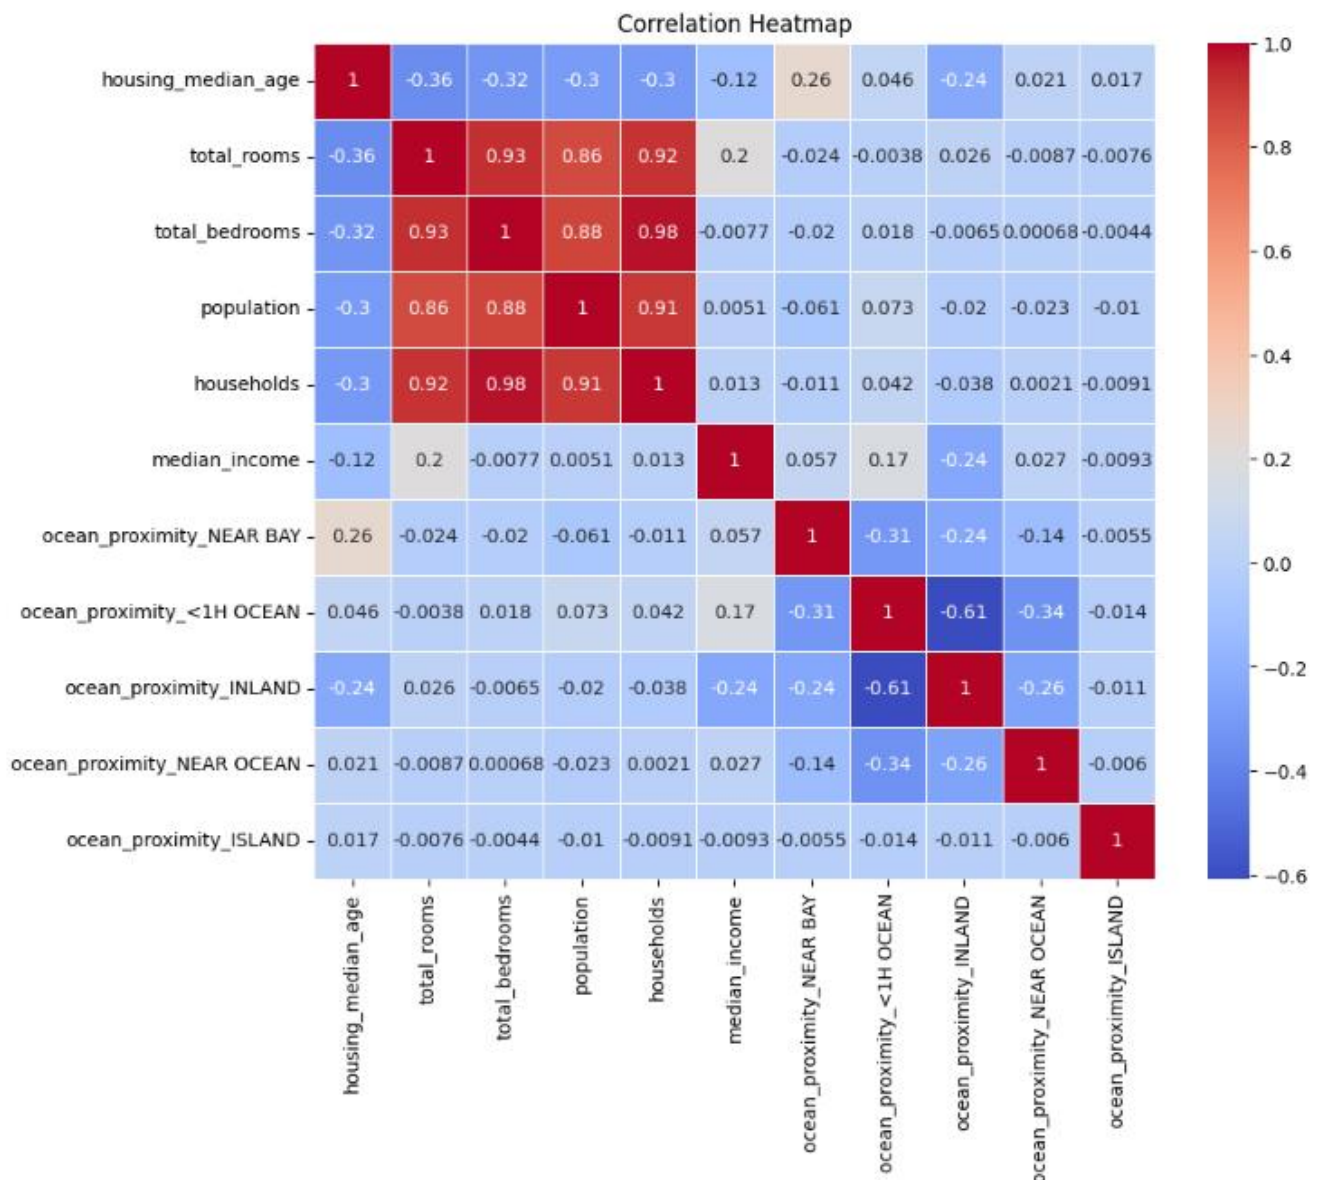 Correlation Heatmap
housing_median_age 1 -0.36 -0.32 -0.3 -0.3 -0.12 0.26 0.046 -0.24 0.021 0.017
total_rooms -0.36 1 0.93 0.86 0.92 0.2 -0.024 -0.0038 0.026 -0.0087 -0.0076
total_bedrooms -0.32 0.93 1 0.88 0.98 -0.0077 -0.02 0.018 -0.0065 0.00068 -0.0044
population -0.3 0.86 0.88 1 0.91 0.0051 -0.061 0.073 -0.02 -0.023 -0.01
households -0.3 0.92 0.98 0.91 1 0.013 -0.011 0.042 -0.038 0.0021 -0.0091
median_income -0.12 0.2 -0.0077 0.0051 0.013 1 0.057 0.17 -0.24 0.027 -0.0093
ocean_proximity_NEAR BAY 0.26 -0.024 -0.02 -0.061 -0.011 0.057 1 -0.31 -0.24 -0.14 -0.0055
ocean_proximity_<1H OCEAN 0.046 -0.0038 0.018 0.073 0.042 0.17 -0.31 1 -0.61 -0.34 -0.014
ocean_proximity_INLAND -0.24 0.026 -0.0065 -0.02 -0.038 -0.24 -0.24 -0.61 1 -0.26 -0.011
ocean_proximity_NEAR OCEAN 0.021 -0.0087 0.00068 -0.023 0.0021 0.027 -0.14 -0.34 -0.26 1 -0.006
ocean_proximity_ISLAND 0.017 -0.0076 -0.0044 -0.01 -0.0091 -0.0093 -0.0055 -0.014 -0.011 -0.006 1
housing_median_age
total_rooms
total_bedrooms
population
households
median_income
ocean_proximity_NEAR BAY
ocean_proximity_<1H OCEAN
ocean_proximity_INLAND
ocean_proximity_NEAR OCEAN
ocean_proximity_ISLAND
1.0
0.8
0.6
0.4
0.2
0.0
−0.2
−0.4
−0.6